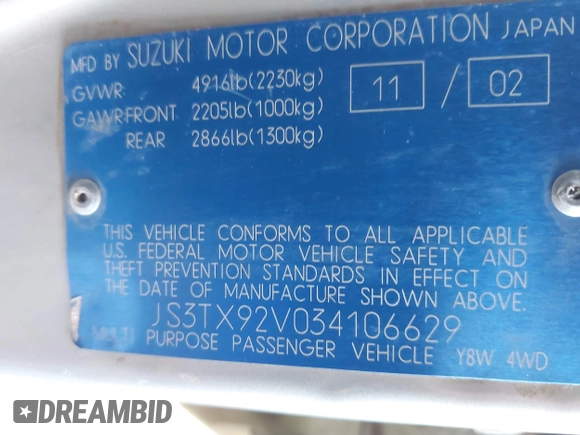 MFD BY SUZUKI MOTOR CORPORATION JAPAN
GVWR: 4916lb(2230kg) 11 / 02
GAWR:FRONT 2205lb(1000kg)
REAR 2866lb(1300kg)
THIS VEHICLE CONFORMS TO ALL APPLICABLE
U.S. FEDERAL MOTOR VEHICLE SAFETY AND
THEFT PREVENTION STANDARDS IN EFFECT ON
THE DATE OF MANUFACTURE SHOWN ABOVE.
JS3TX92V034106629
MULTI PURPOSE PASSENGER VEHICLE Y8W 4WD
DREAMBID